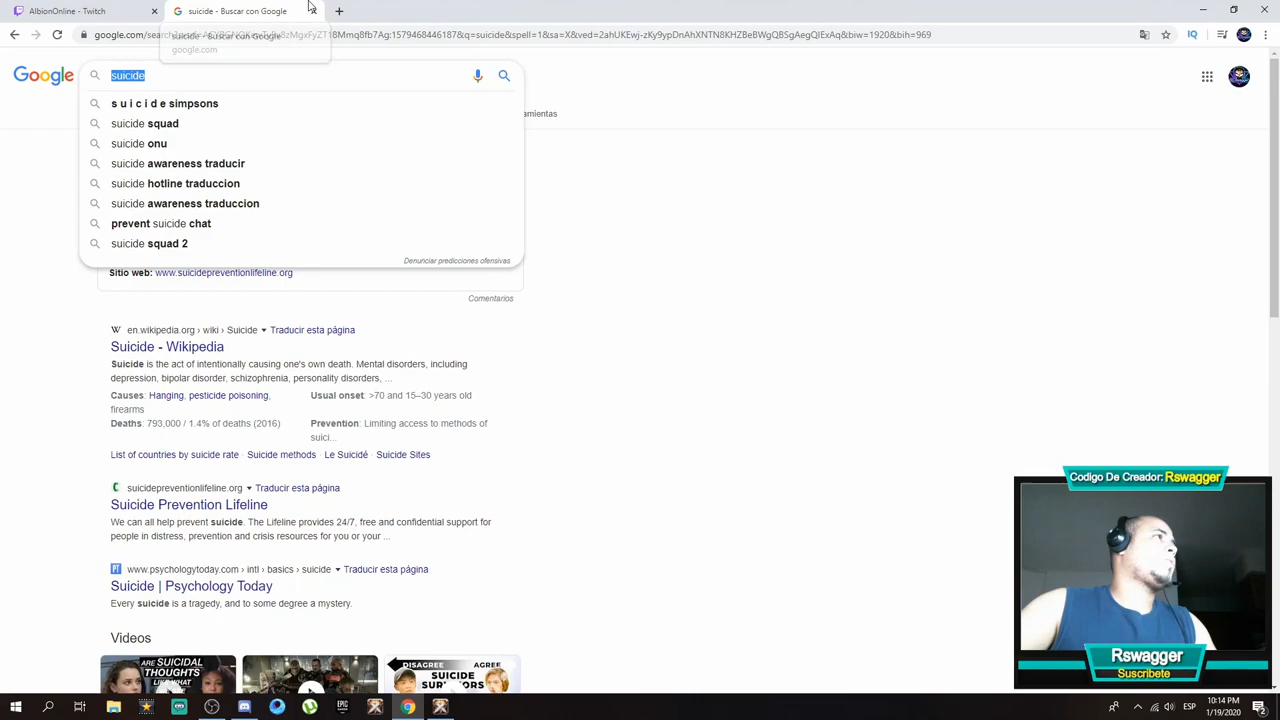 AlbionOnline - Twitch
suicide - Buscar con Google
google.com
Google
suicide
s u i c i d e simpsons
suicide squad
suicide onu
suicide awareness traducir
suicide hotline traduccion
suicide awareness traduccion
prevent suicide chat
suicide squad 2
Denunciar predicciones ofensivas
amientas
Sitio web: www.suicidepreventionlifeline.org
Comentarios
en.wikipedia.org › wiki › Suicide Traducir esta página
Suicide - Wikipedia
Suicide is the act of intentionally causing one's own death. Mental disorders, including
depression, bipolar disorder, schizophrenia, personality disorders, ...
Causes: Hanging, pesticide poisoning,
firearms
Usual onset: >70 and 15–30 years old
Deaths: 793,000 / 1.4% of deaths (2016)
Prevention: Limiting access to methods of
suici...
List of countries by suicide rate · Suicide methods · Le Suicidé · Suicide Sites
suicidepreventionlifeline.org Traducir esta página
Suicide Prevention Lifeline
We can all help prevent suicide. The Lifeline provides 24/7, free and confidential support for
people in distress, prevention and crisis resources for you or your ...
www.psychologytoday.com › intl › basics › suicide Traducir esta página
Suicide | Psychology Today
Every suicide is a tragedy, and to some degree a mystery.
Videos
ARE SUICIDAL
THOUGHTS
DISAGREE AGREE
SUICIDE
Codigo De Creador: Rswagger
Rswagger
Suscribete
ESP
10:14 PM
1/19/2020